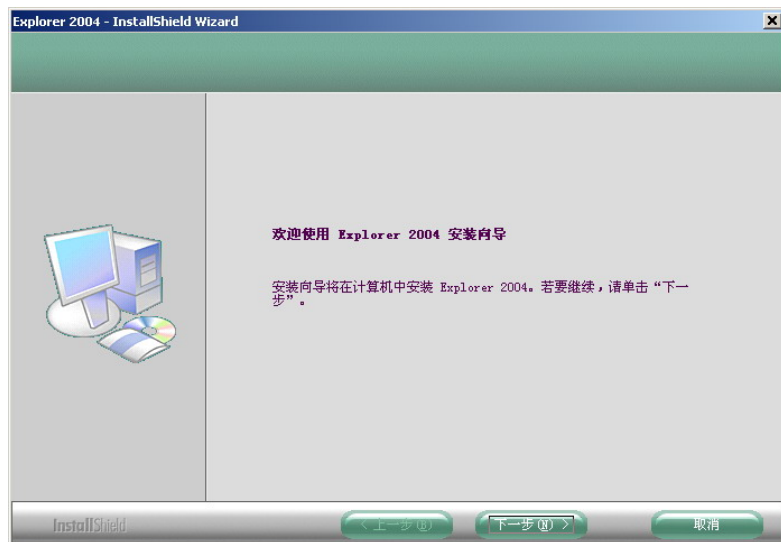 Explorer 2004 - InstallShield Wizard
欢迎使用 Explorer 2004 安装向导
安装向导将在计算机中安装 Explorer 2004。若要继续，请单击“下一
步”。
InstallShield
< 上一步(B)
下一步(N) >
取消